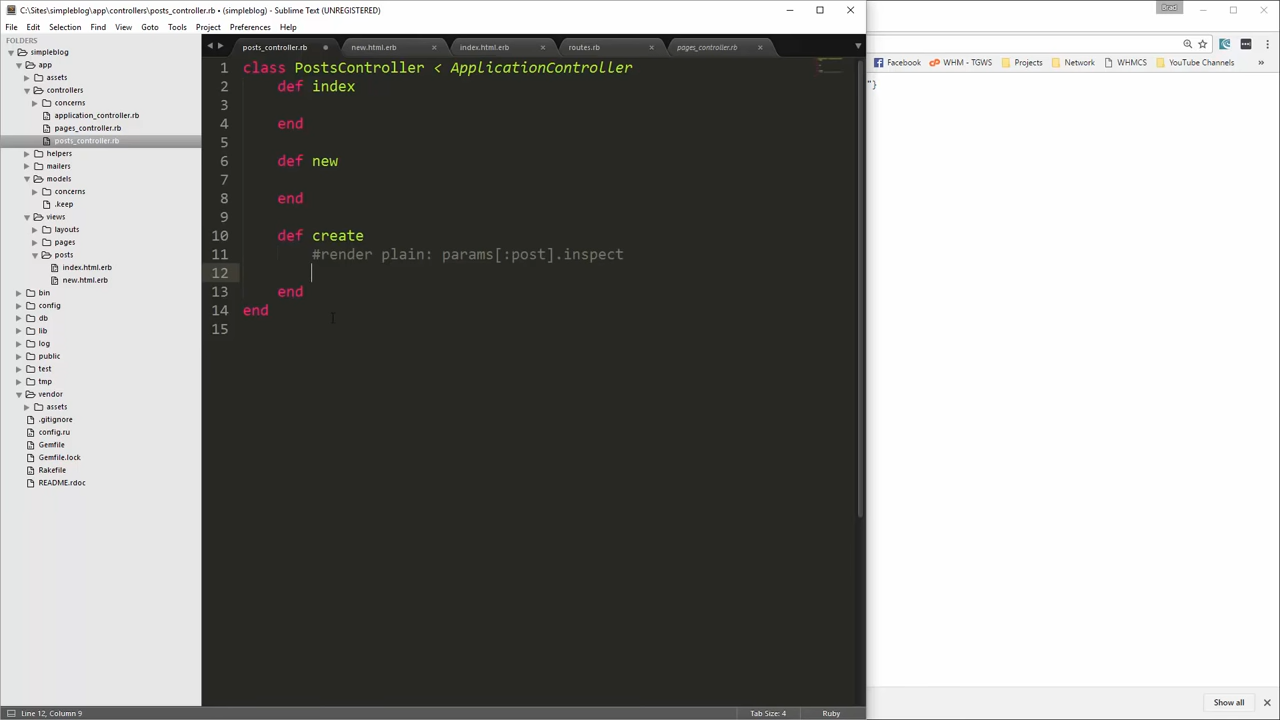 C:\Sites\simpleblog\app\controllers\posts_controller.rb • (simpleblog) - Sublime Text (UNREGISTERED)
Brad
File Edit Selection Find View Goto Tools Project Preferences Help
FOLDERS
simpleblog
app
assets
controllers
concerns
application_controller.rb
pages_controller.rb
posts_controller.rb
helpers
mailers
models
concerns
.keep
views
layouts
pages
posts
index.html.erb
new.html.erb
bin
config
db
lib
log
public
test
tmp
vendor
assets
.gitignore
config.ru
Gemfile
Gemfile.lock
Rakefile
README.rdoc
posts_controller.rb new.html.erb index.html.erb routes.rb pages_controller.rb
1 class PostsController < ApplicationController
2 def index
3
4 end
5
6 def new
7
8 end
9
10 def create
11 #render plain: params[:post].inspect
12
13 end
14 end
15
Facebook WHM - TGWS Projects Network WHMCS YouTube Channels »
"}
Show all
Line 12, Column 9 Tab Size: 4 Ruby